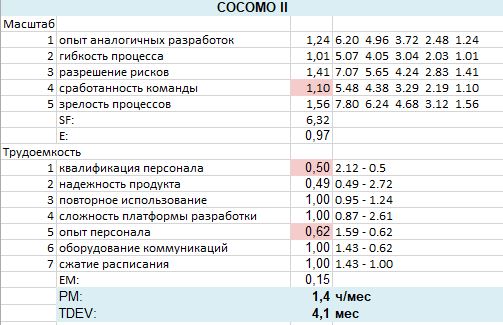 COCOMO II
Масштаб
1 опыт аналогичных разработок 1,24 6.20 4.96 3.72 2.48 1.24
2 гибкость процесса 1,01 5.07 4.05 3.04 2.03 1.01
3 разрешение рисков 1,41 7.07 5.65 4.24 2.83 1.41
4 сработанность команды 1,10 5.48 4.38 3.29 2.19 1.10
5 зрелость процессов 1,56 7.80 6.24 4.68 3.12 1.56
SF: 6,32
E: 0,97
Трудоемкость
1 квалификация персонала 0,50 2.12 - 0.5
2 надежность продукта 0,49 0.49 - 2.72
3 повторное использование 1,00 0.95 - 1.24
4 сложность платформы разработки 1,00 0.87 - 2.61
5 опыт персонала 0,62 1.59 - 0.62
6 оборудование коммуникаций 1,00 1.43 - 0.62
7 сжатие расписания 1,00 1.43 - 1.00
EM: 0,15
PM: 1,4 ч/мес
TDEV: 4,1 мес